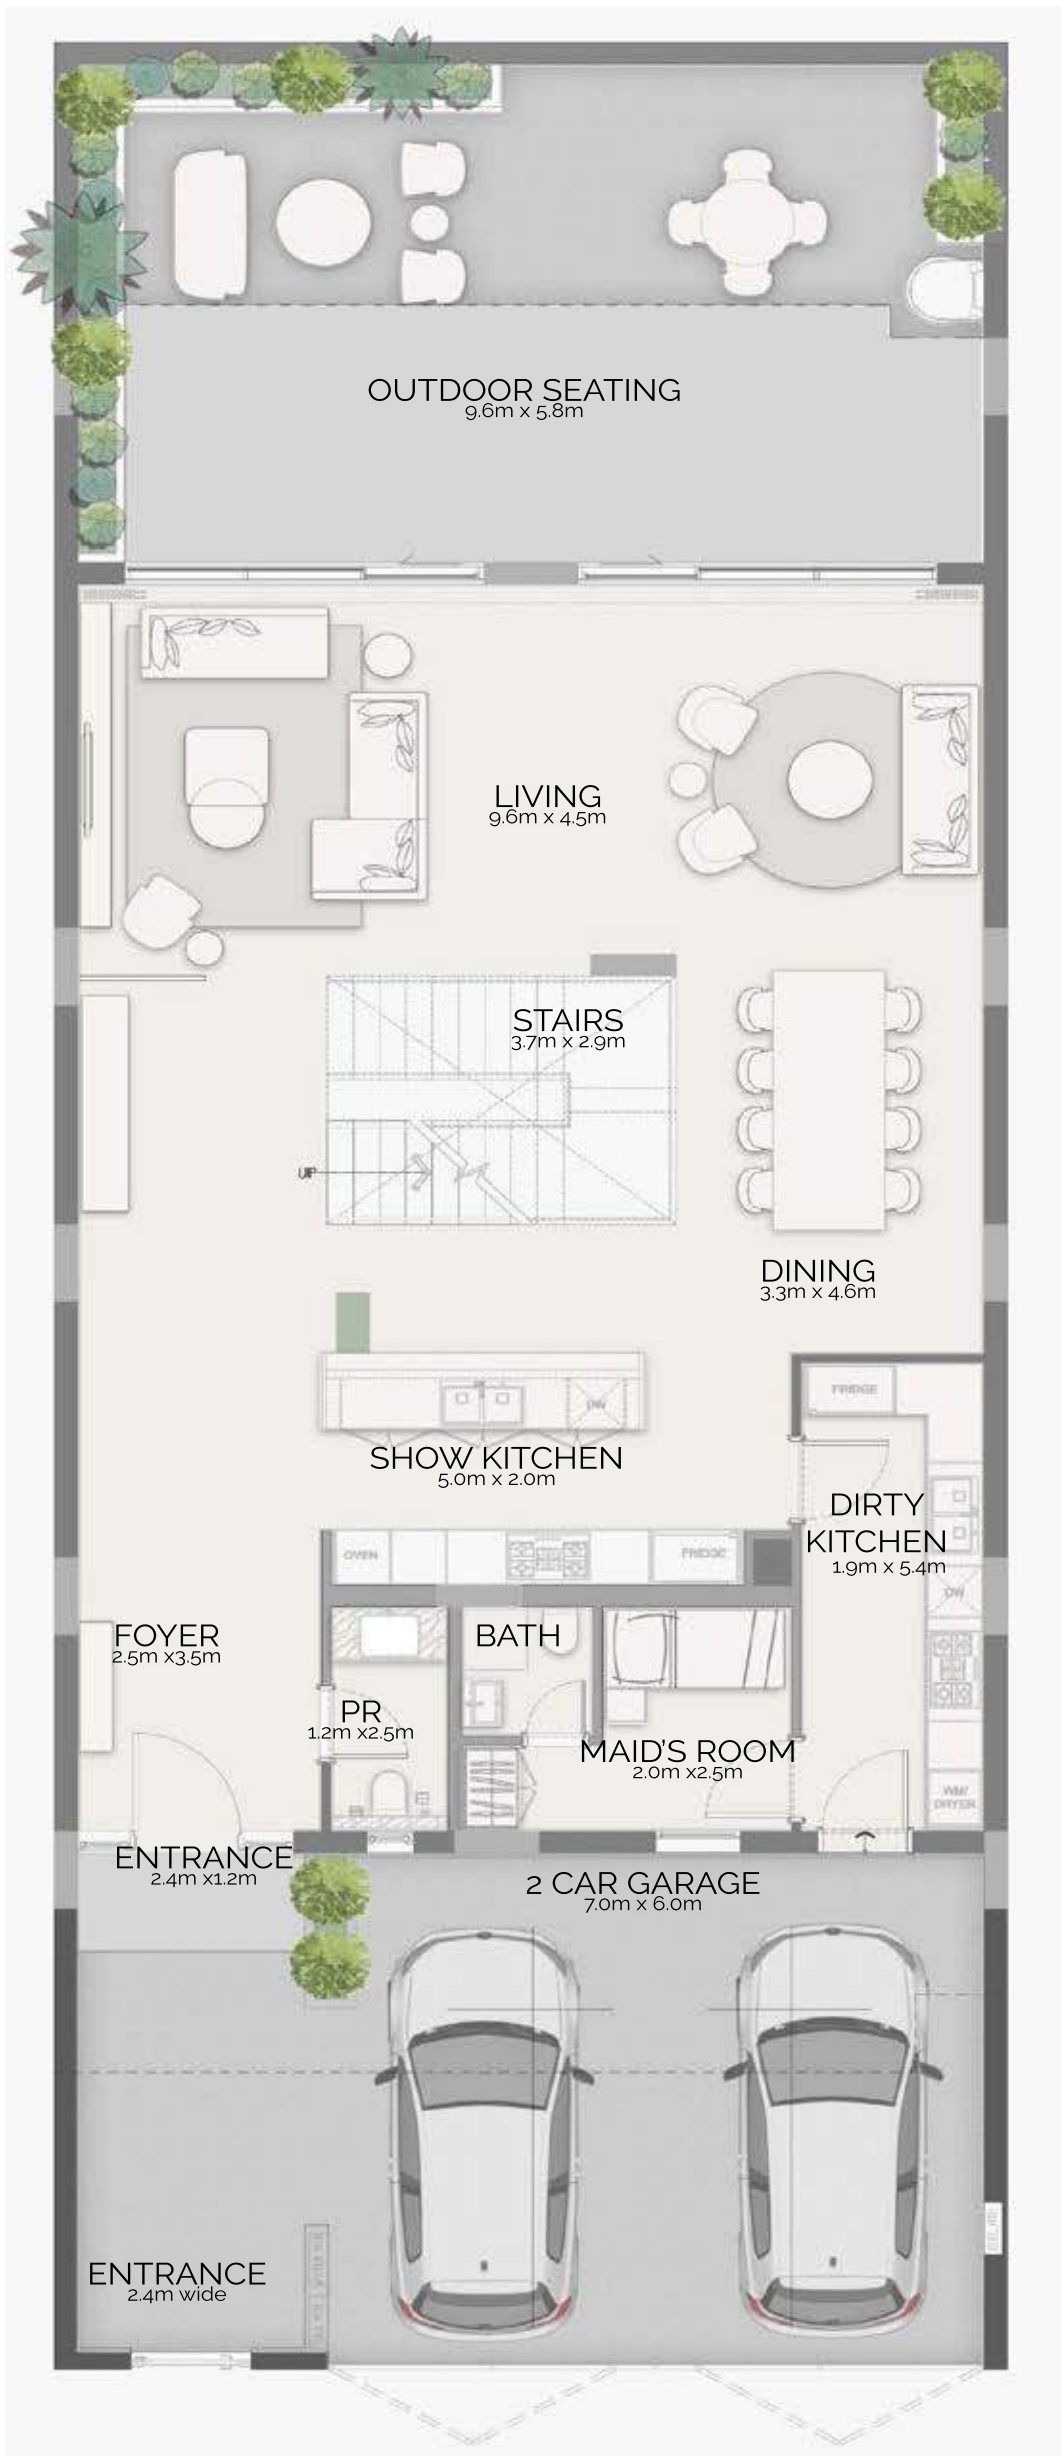 OUTDOOR SEATING
9.6m x 5.8m
LIVING
9.6m x 4.5m
STAIRS
3.7m x 2.9m
UP
DINING
3.3m x 4.6m
FRIDGE
DW
SHOW KITCHEN
5.0m x 2.0m
DIRTY
KITCHEN
1.9m x 5.4m
OVEN
FRIDGE
DW
FOYER
2.5m x3.5m
BATH
PR
1.2m x2.5m
MAID'S ROOM
2.0m x2.5m
WM/
DRYER
ENTRANCE
2.4m x1.2m
2 CAR GARAGE
7.0m x 6.0m
ENTRANCE
2.4m wide